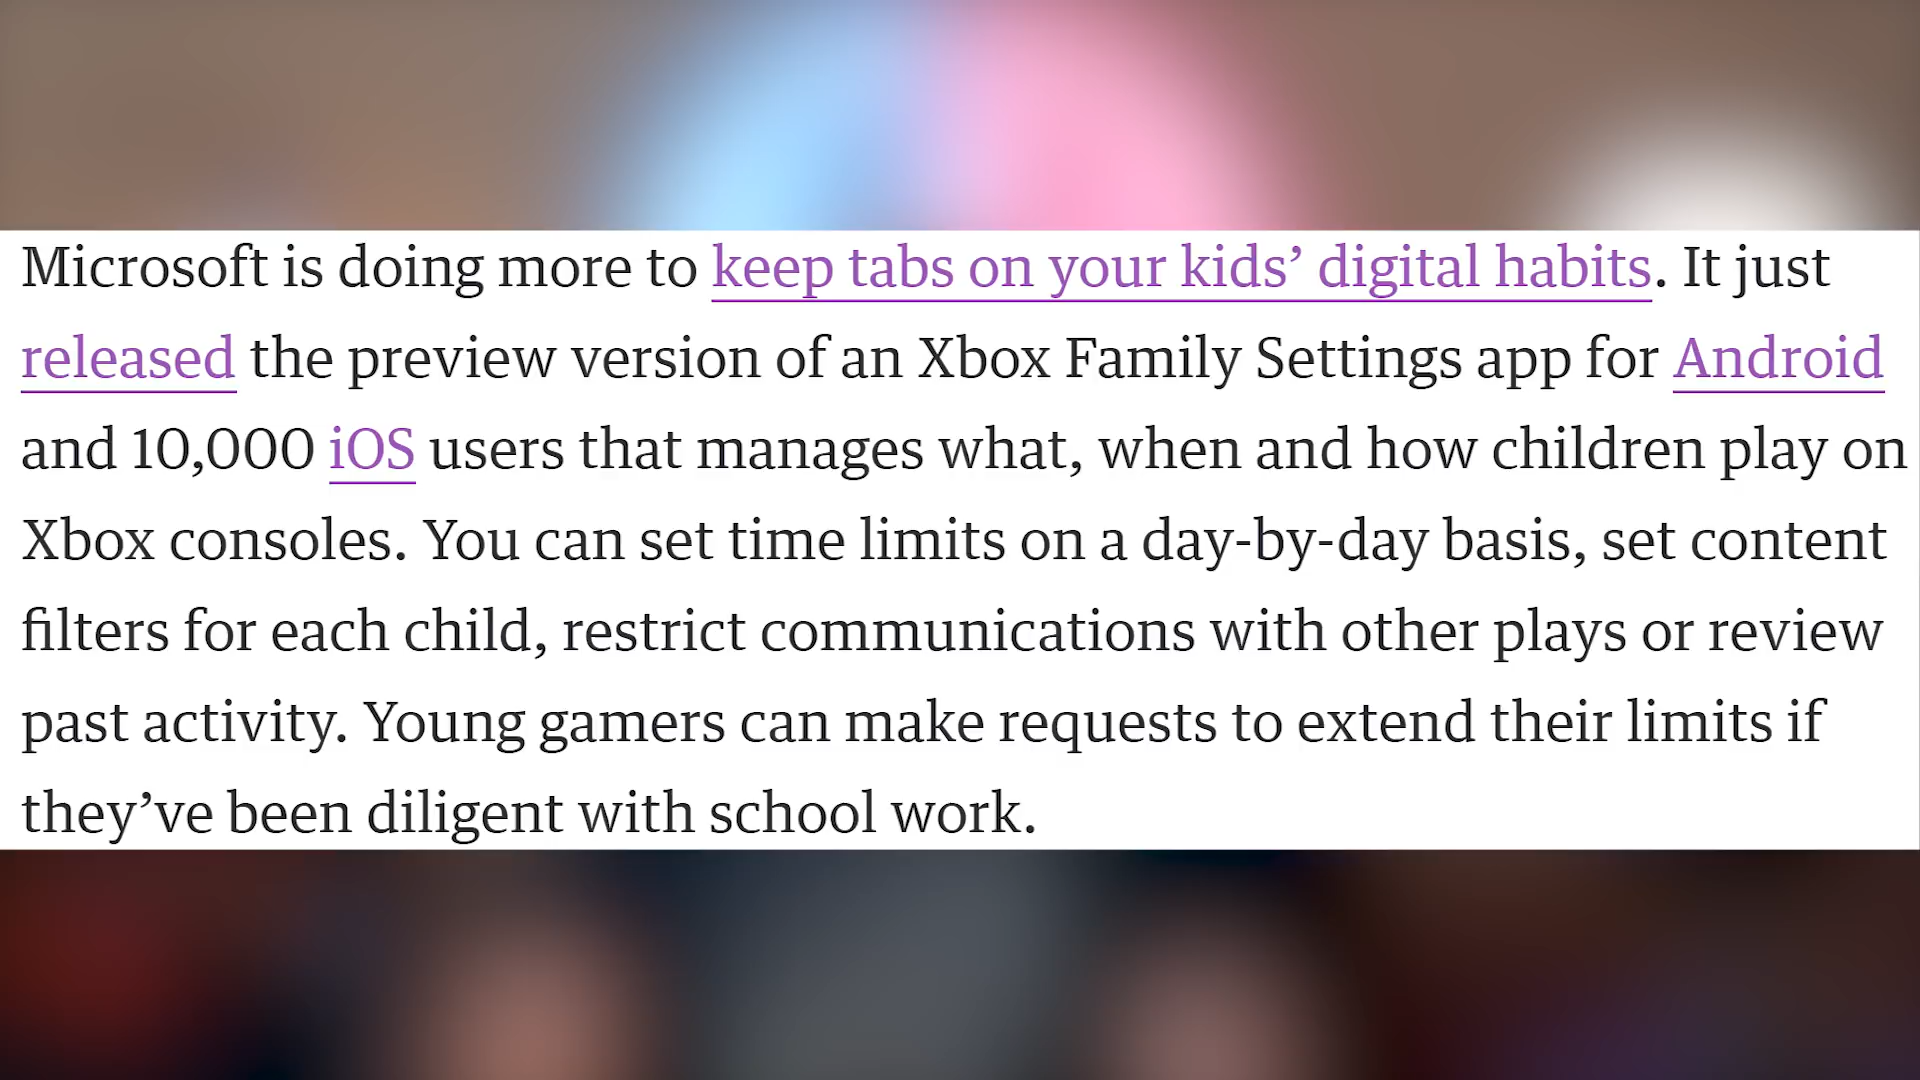 Microsoft is doing more to keep tabs on your kids’ digital habits. It just
released the preview version of an Xbox Family Settings app for Android
and 10,000 iOS users that manages what, when and how children play on
Xbox consoles. You can set time limits on a day-by-day basis, set content
filters for each child, restrict communications with other plays or review
past activity. Young gamers can make requests to extend their limits if
they’ve been diligent with school work.